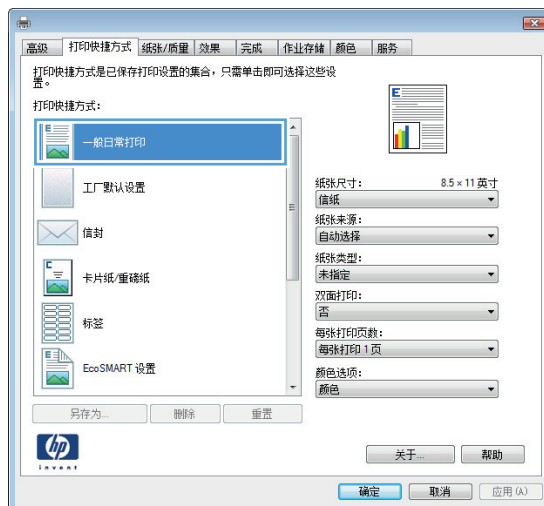 高级 打印快捷方式 纸张/质量 效果 完成 作业存储 颜色 服务
打印快捷方式是已保存打印设置的集合，只需单击即可选择这些设
置。
打印快捷方式：
一般日常打印
工厂默认设置
信封
卡片纸/重磅纸
标签
EcoSMART 设置
另存为... 删除 重置
E
纸张尺寸： 8.5 × 11 英寸
信纸
纸张来源：
自动选择
纸张类型：
未指定
双面打印：
否
每张打印页数：
每张打印 1 页
颜色选项：
颜色
hp
invent
关于... 帮助
确定 取消 应用 (A)